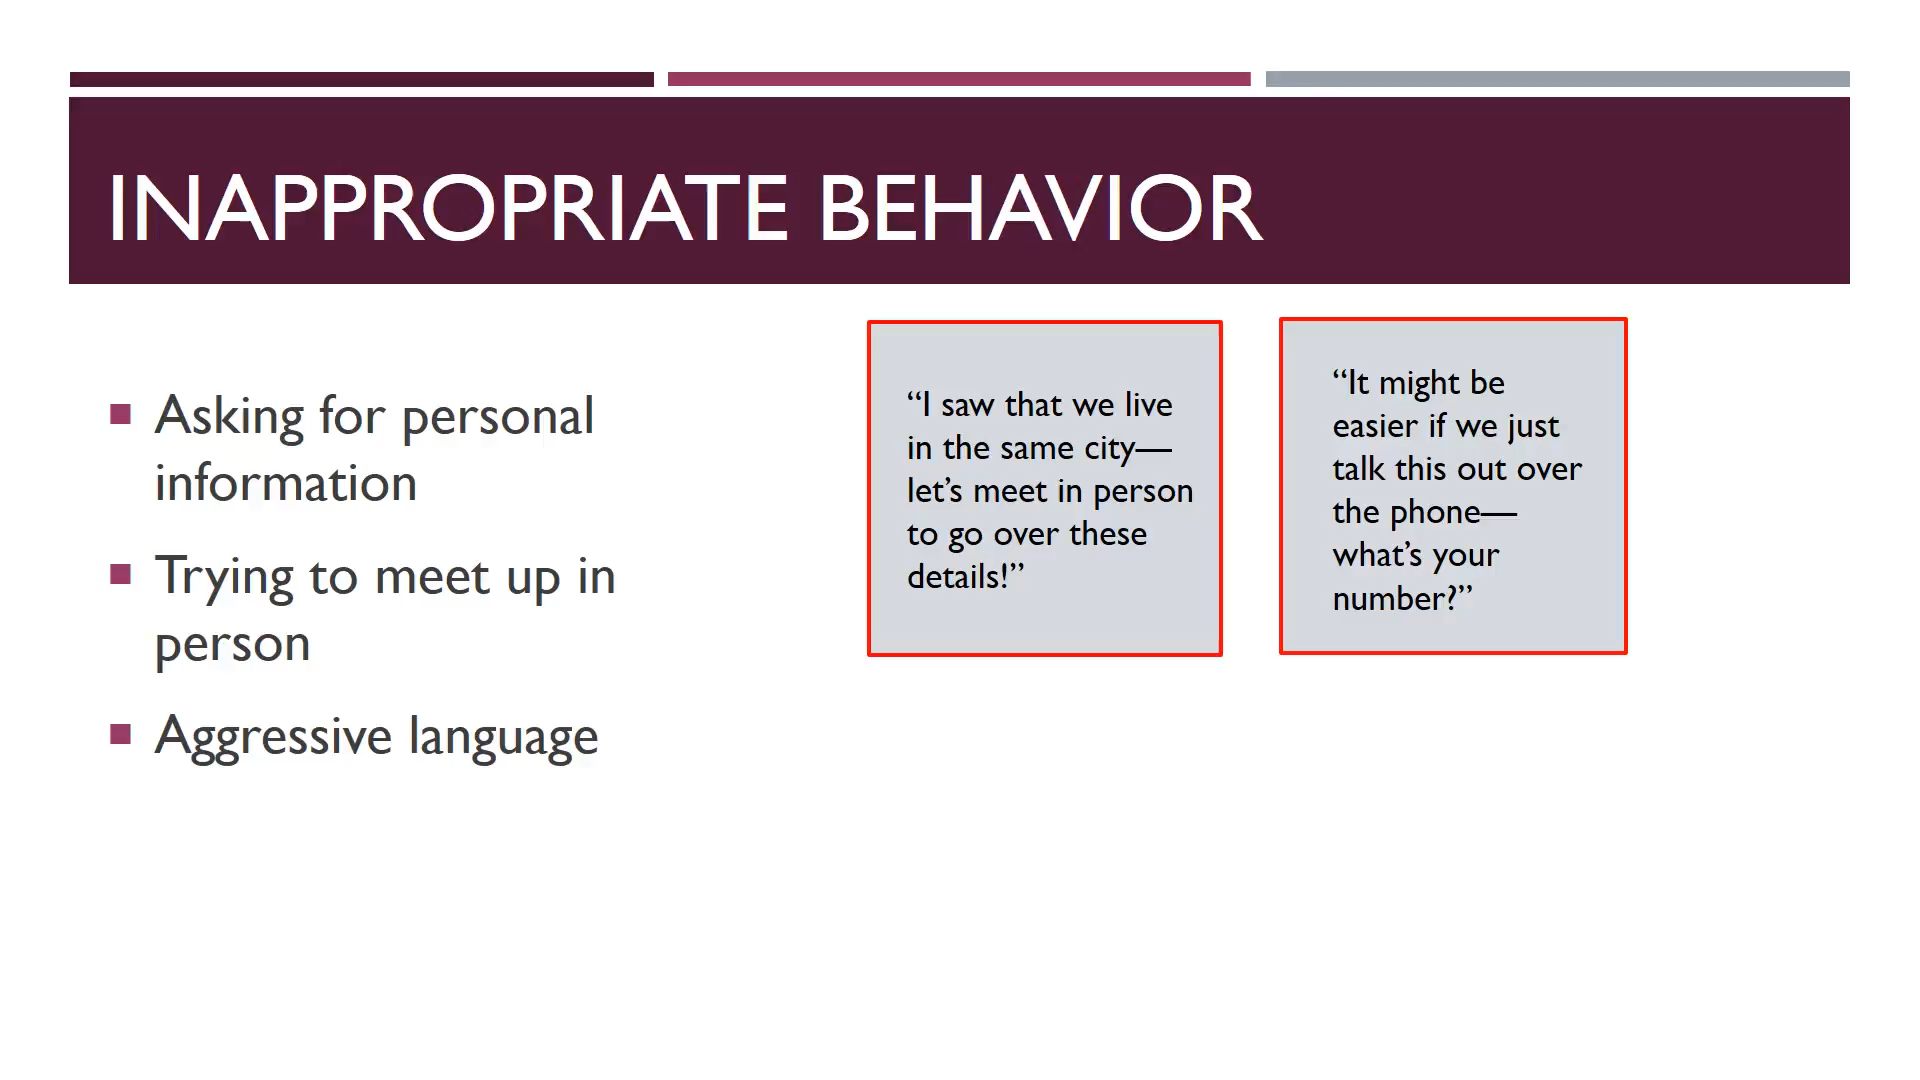 INAPPROPRIATE BEHAVIOR
Asking for personal
information
Trying to meet up in
person
Aggressive language
“I saw that we live
in the same city—
let’s meet in person
to go over these
details!”
“It might be
easier if we just
talk this out over
the phone—
what’s your
number?”